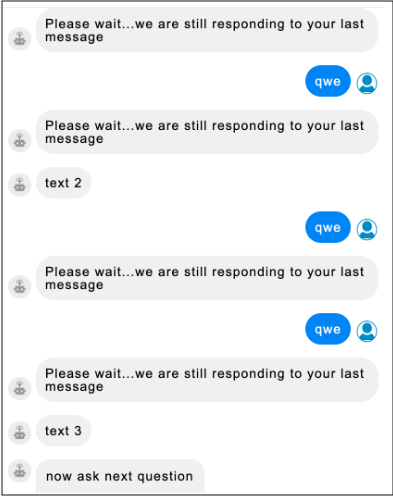 Please wait...we are still responding to your last
message
qwe
Please wait...we are still responding to your last
message
text 2
qwe
Please wait...we are still responding to your last
message
qwe
Please wait...we are still responding to your last
message
text 3
now ask next question